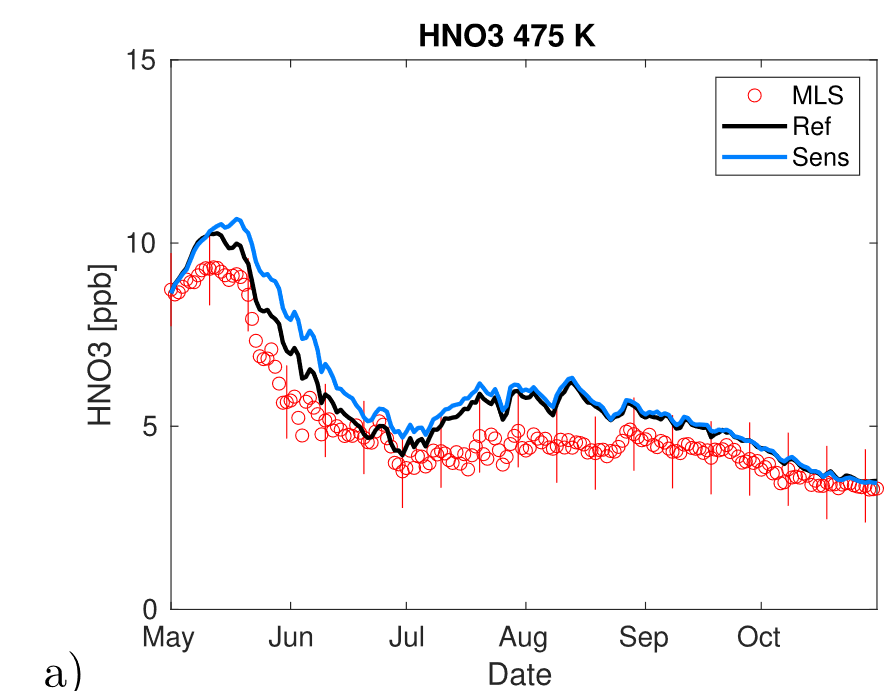 HNO3 475 K
15
10
5
0
HNO3 [ppb]
MLS
Ref
Sens
May Jun Jul Aug Sep Oct
Date
a)